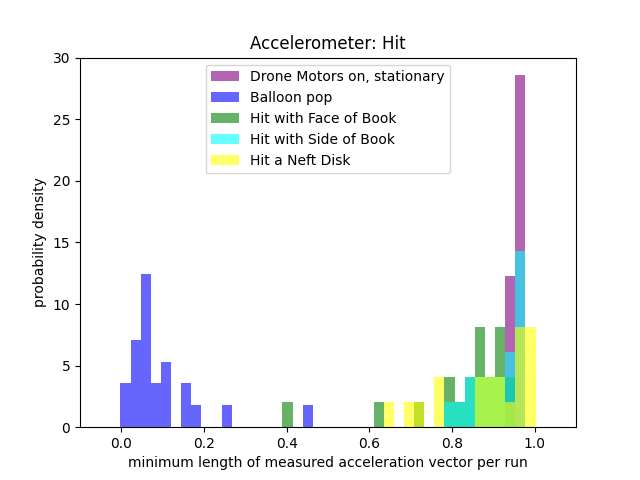 Accelerometer: Hit
Drone Motors on, stationary
Balloon pop
Hit with Face of Book
Hit with Side of Book
Hit a Neft Disk
probability density
30
25
20
15
10
5
0
0.0 0.2 0.4 0.6 0.8 1.0
minimum length of measured acceleration vector per run